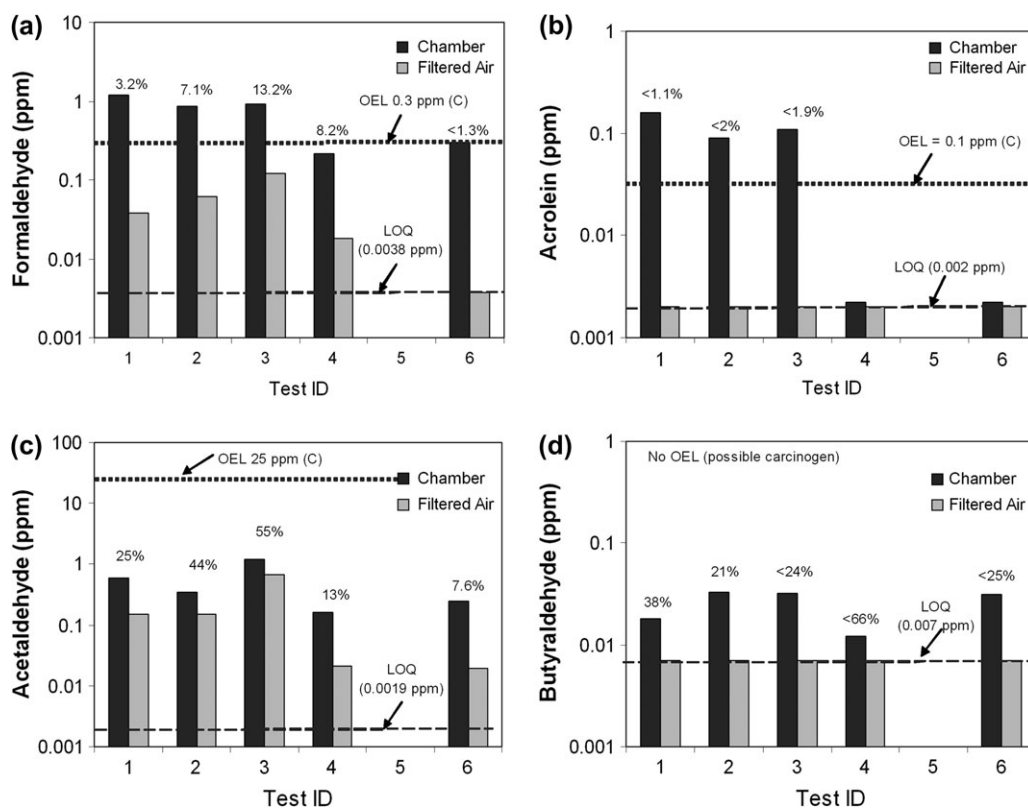 (a)
10
1
0.1
0.01
0.001
Formaldehyde (ppm)
Chamber
Filtered Air
3.2%
7.1%
13.2%
8.2%
<1.3%
OEL 0.3 ppm (C)
LOQ
(0.0038 ppm)
1 2 3 4 5 6
Test ID
(b)
1
0.1
0.01
0.001
Acrolein (ppm)
Chamber
Filtered Air
<1.1%
<2%
<1.9%
OEL = 0.1 ppm (C)
LOQ (0.002 ppm)
1 2 3 4 5 6
Test ID
(c)
100
10
1
0.1
0.01
0.001
Acetaldehyde (ppm)
OEL 25 ppm (C)
Chamber
Filtered Air
25%
44%
55%
13%
7.6%
LOQ
(0.0019 ppm)
1 2 3 4 5 6
Test ID
(d)
1
0.1
0.01
0.001
Butyraldehyde (ppm)
No OEL (possible carcinogen)
Chamber
Filtered Air
38%
21%
<24%
<66%
<25%
LOQ
(0.007 ppm)
1 2 3 4 5 6
Test ID